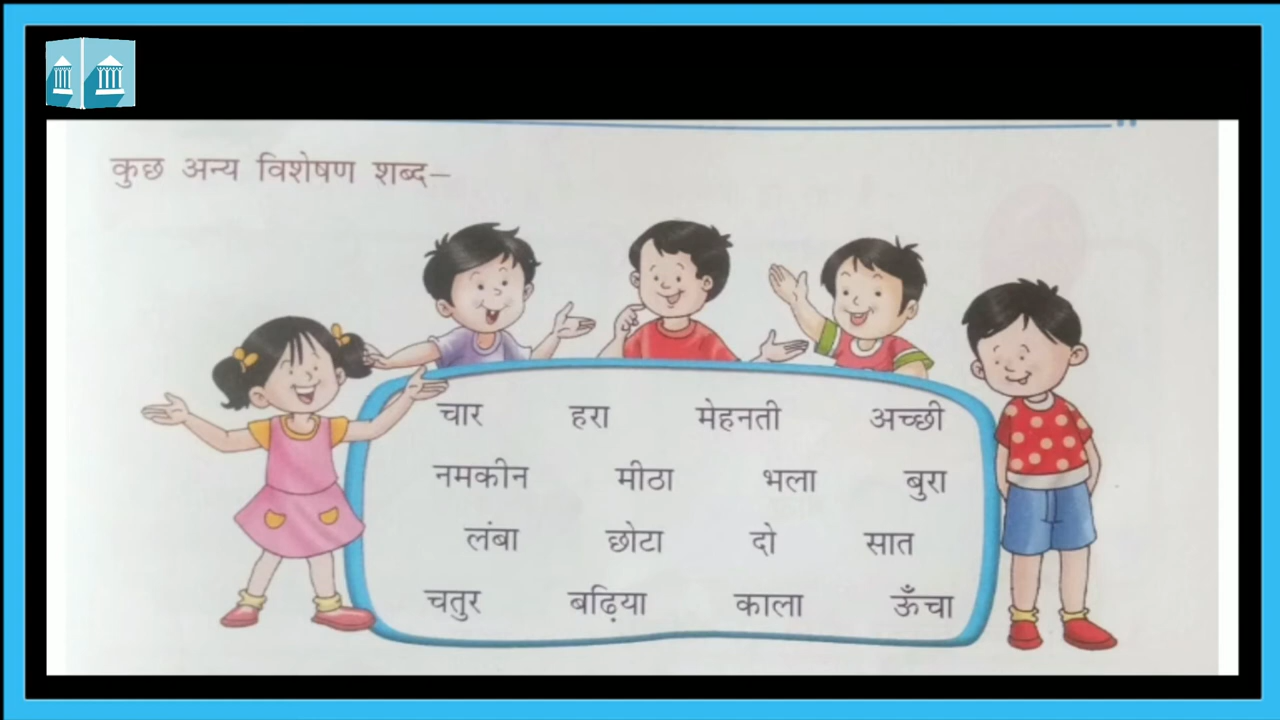 कुछ अन्य विशेषण शब्द–
चार हरा मेहनती अच्छी
नमकीन मीठा भला बुरा
लंबा छोटा दो सात
चतुर बढ़िया काला ऊँचा